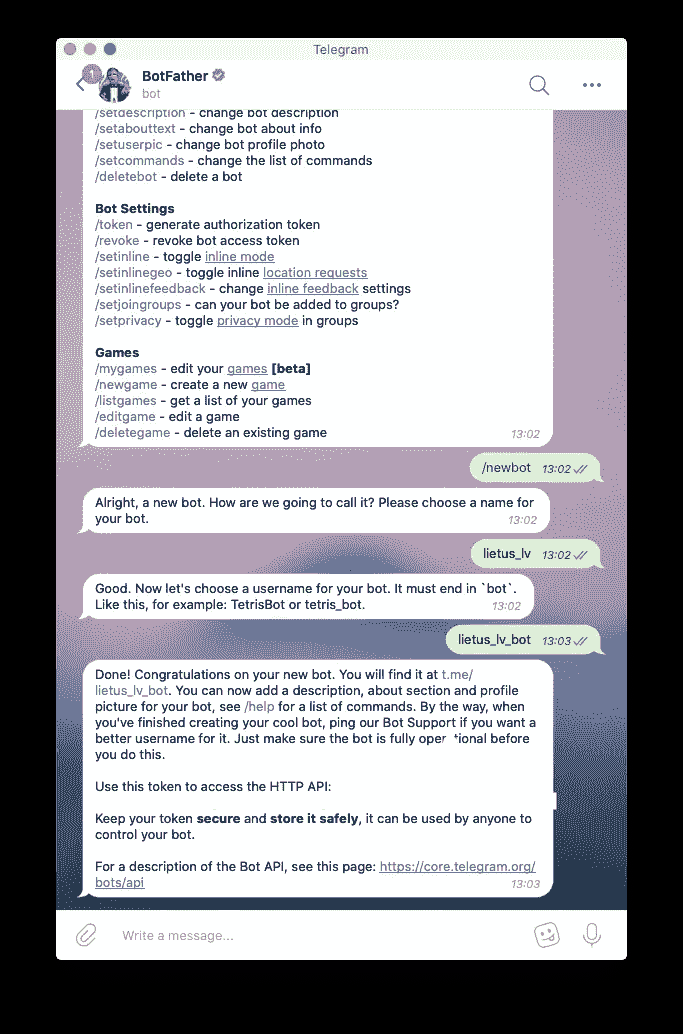 Telegram
1
BotFather
bot
/setdescription - change bot description
/setabouttext - change bot about info
/setuserpic - change bot profile photo
/setcommands - change the list of commands
/deletebot - delete a bot
Bot Settings
/token - generate authorization token
/revoke - revoke bot access token
/setinline - toggle inline mode
/setinlinegeo - toggle inline location requests
/setinlinefeedback - change inline feedback settings
/setjoingroups - can your bot be added to groups?
/setprivacy - toggle privacy mode in groups
Games
/mygames - edit your games [beta]
/newgame - create a new game
/listgames - get a list of your games
/editgame - edit a game
/deletegame - delete an existing game
13:02
/newbot 13:02
Alright, a new bot. How are we going to call it? Please choose a name for
your bot. 13:02
lietus_lv 13:02
Good. Now let's choose a username for your bot. It must end in `bot`.
Like this, for example: TetrisBot or tetris_bot. 13:02
lietus_lv_bot 13:03
Done! Congratulations on your new bot. You will find it at t.me/
lietus_lv_bot. You can now add a description, about section and profile
picture for your bot, see /help for a list of commands. By the way, when
you've finished creating your cool bot, ping our Bot Support if you want a
better username for it. Just make sure the bot is fully before
you do this.
Use this token to access the HTTP API:
Keep your token secure and store it safely, it can be used by anyone to
control your bot.
For a description of the Bot API, see this page: https://core.telegram.org/
bots/api 13:03
Write a message...